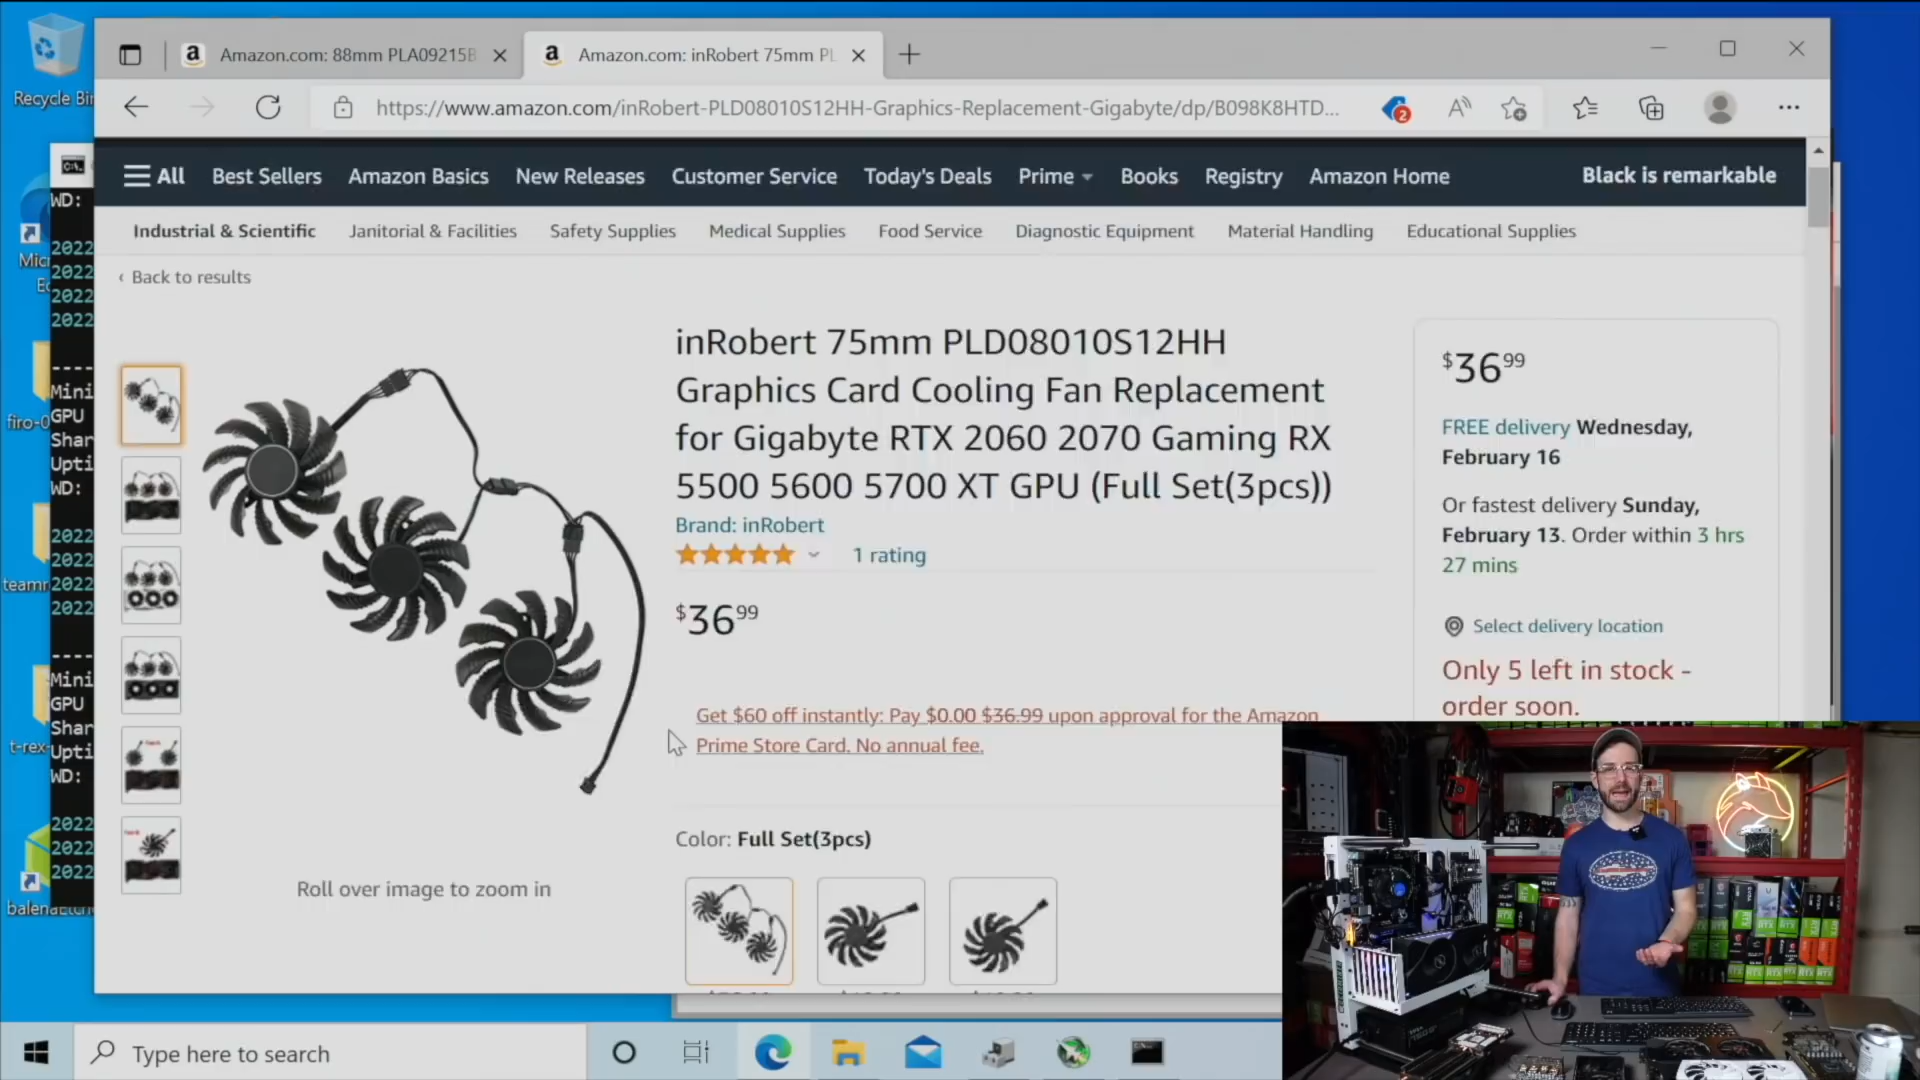 Recycle Bin
Amazon.com: 88mm PLA09215B
Amazon.com: inRobert 75mm PL
https://www.amazon.com/inRobert-PLD08010S12HH-Graphics-Replacement-Gigabyte/dp/B098K8HTD...
2
All
Best Sellers
Amazon Basics
New Releases
Customer Service
Today's Deals
Prime
Books
Registry
Amazon Home
Black is remarkable
Industrial & Scientific
Janitorial & Facilities
Safety Supplies
Medical Supplies
Food Service
Diagnostic Equipment
Material Handling
Educational Supplies
‹ Back to results
inRobert 75mm PLD08010S12HH
Graphics Card Cooling Fan Replacement
for Gigabyte RTX 2060 2070 Gaming RX
5500 5600 5700 XT GPU (Full Set(3pcs))
Brand: inRobert
1 rating
$36 99
Get $60 off instantly: Pay $0.00 $36.99 upon approval for the Amazon
Prime Store Card. No annual fee.
Color: Full Set(3pcs)
Roll over image to zoom in
$36 99
FREE delivery Wednesday,
February 16
Or fastest delivery Sunday,
February 13. Order within 3 hrs
27 mins
Select delivery location
Only 5 left in stock -
order soon.
WD:
2022
2022
2022
2022
Mini
GPU
Shar
Upti
WD:
2022
2022
2022
2022
Mini
GPU
Shar
Upti
WD:
2022
2022
2022
Mic
E
firo-0
teamr
t-rex-
balenaEtch
Type here to search